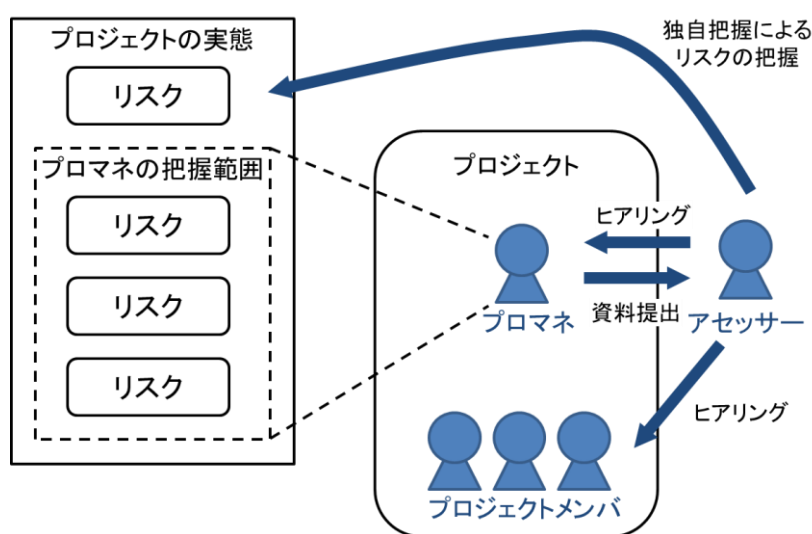 プロジェクトの実態
リスク
プロマネの把握範囲
リスク
リスク
リスク
独自把握による
リスクの把握
プロジェクト
ヒアリング
プロマネ
資料提出
アセッサー
ヒアリング
プロジェクトメンバ